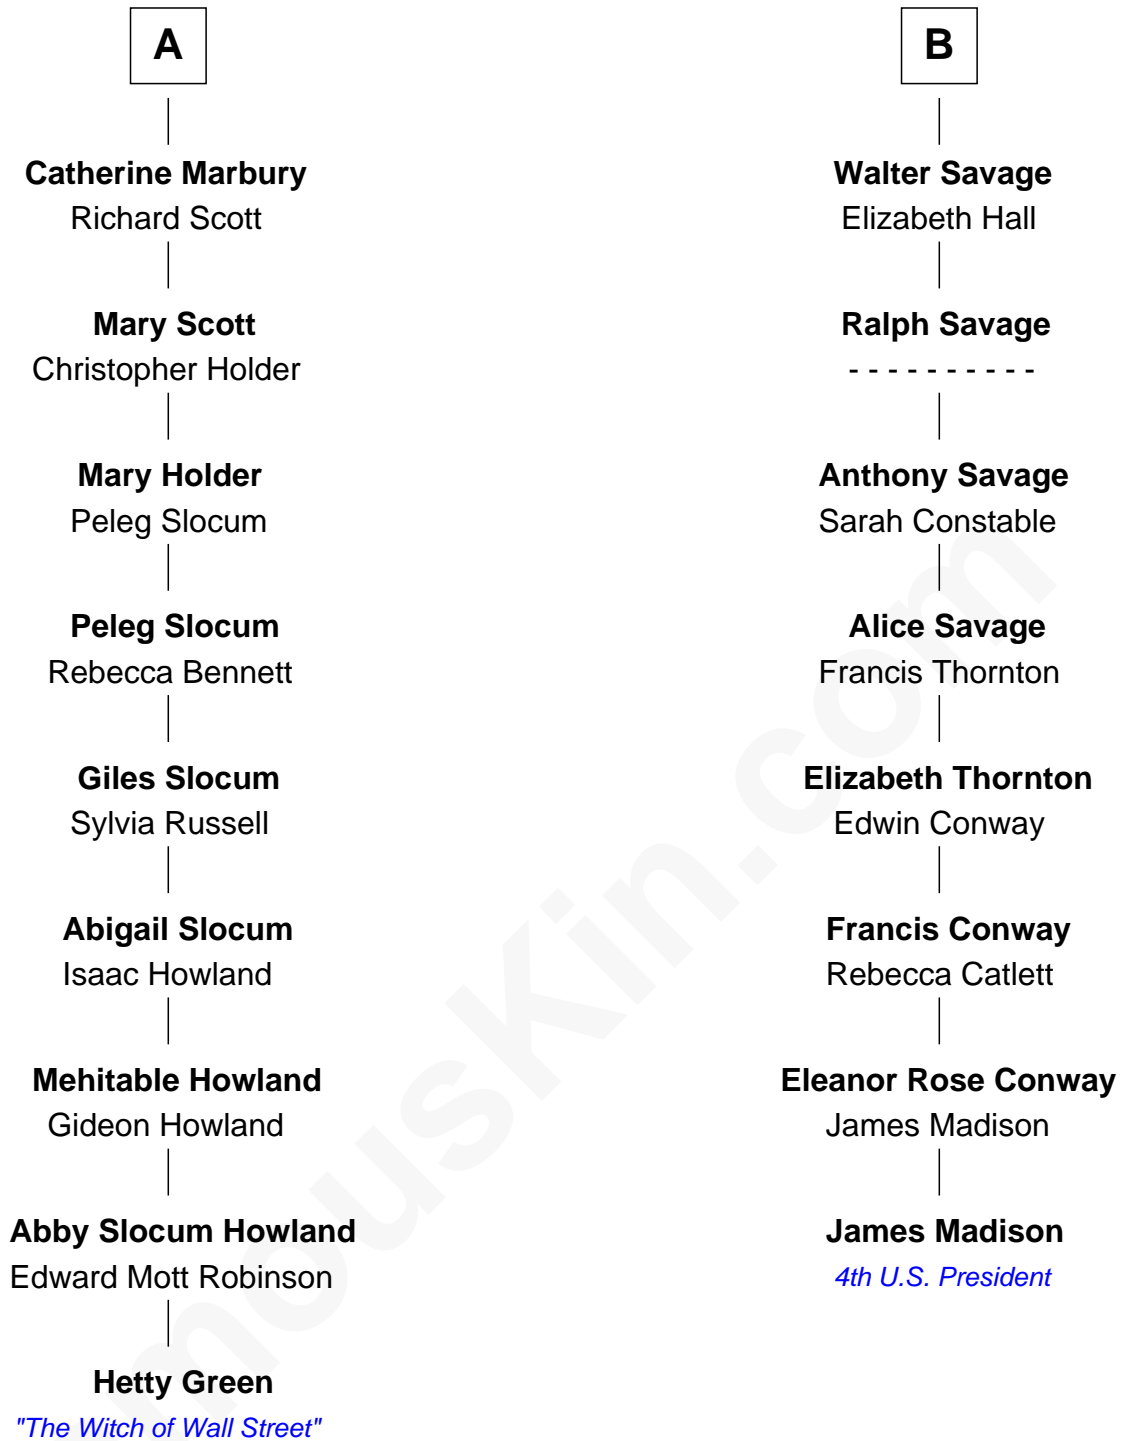 A
Catherine Marbury
Richard Scott
Mary Scott
Christopher Holder
Mary Holder
Peleg Slocum
Peleg Slocum
Rebecca Bennett
Giles Slocum
Sylvia Russell
Abigail Slocum
Isaac Howland
Mehitable Howland
Gideon Howland
Abby Slocum Howland
Edward Mott Robinson
Hetty Green
"The Witch of Wall Street"
B
Walter Savage
Elizabeth Hall
Ralph Savage
- - - - - - - - - -
Anthony Savage
Sarah Constable
Alice Savage
Francis Thornton
Elizabeth Thornton
Edwin Conway
Francis Conway
Rebecca Catlett
Eleanor Rose Conway
James Madison
James Madison
4th U.S. President
mousKin.com